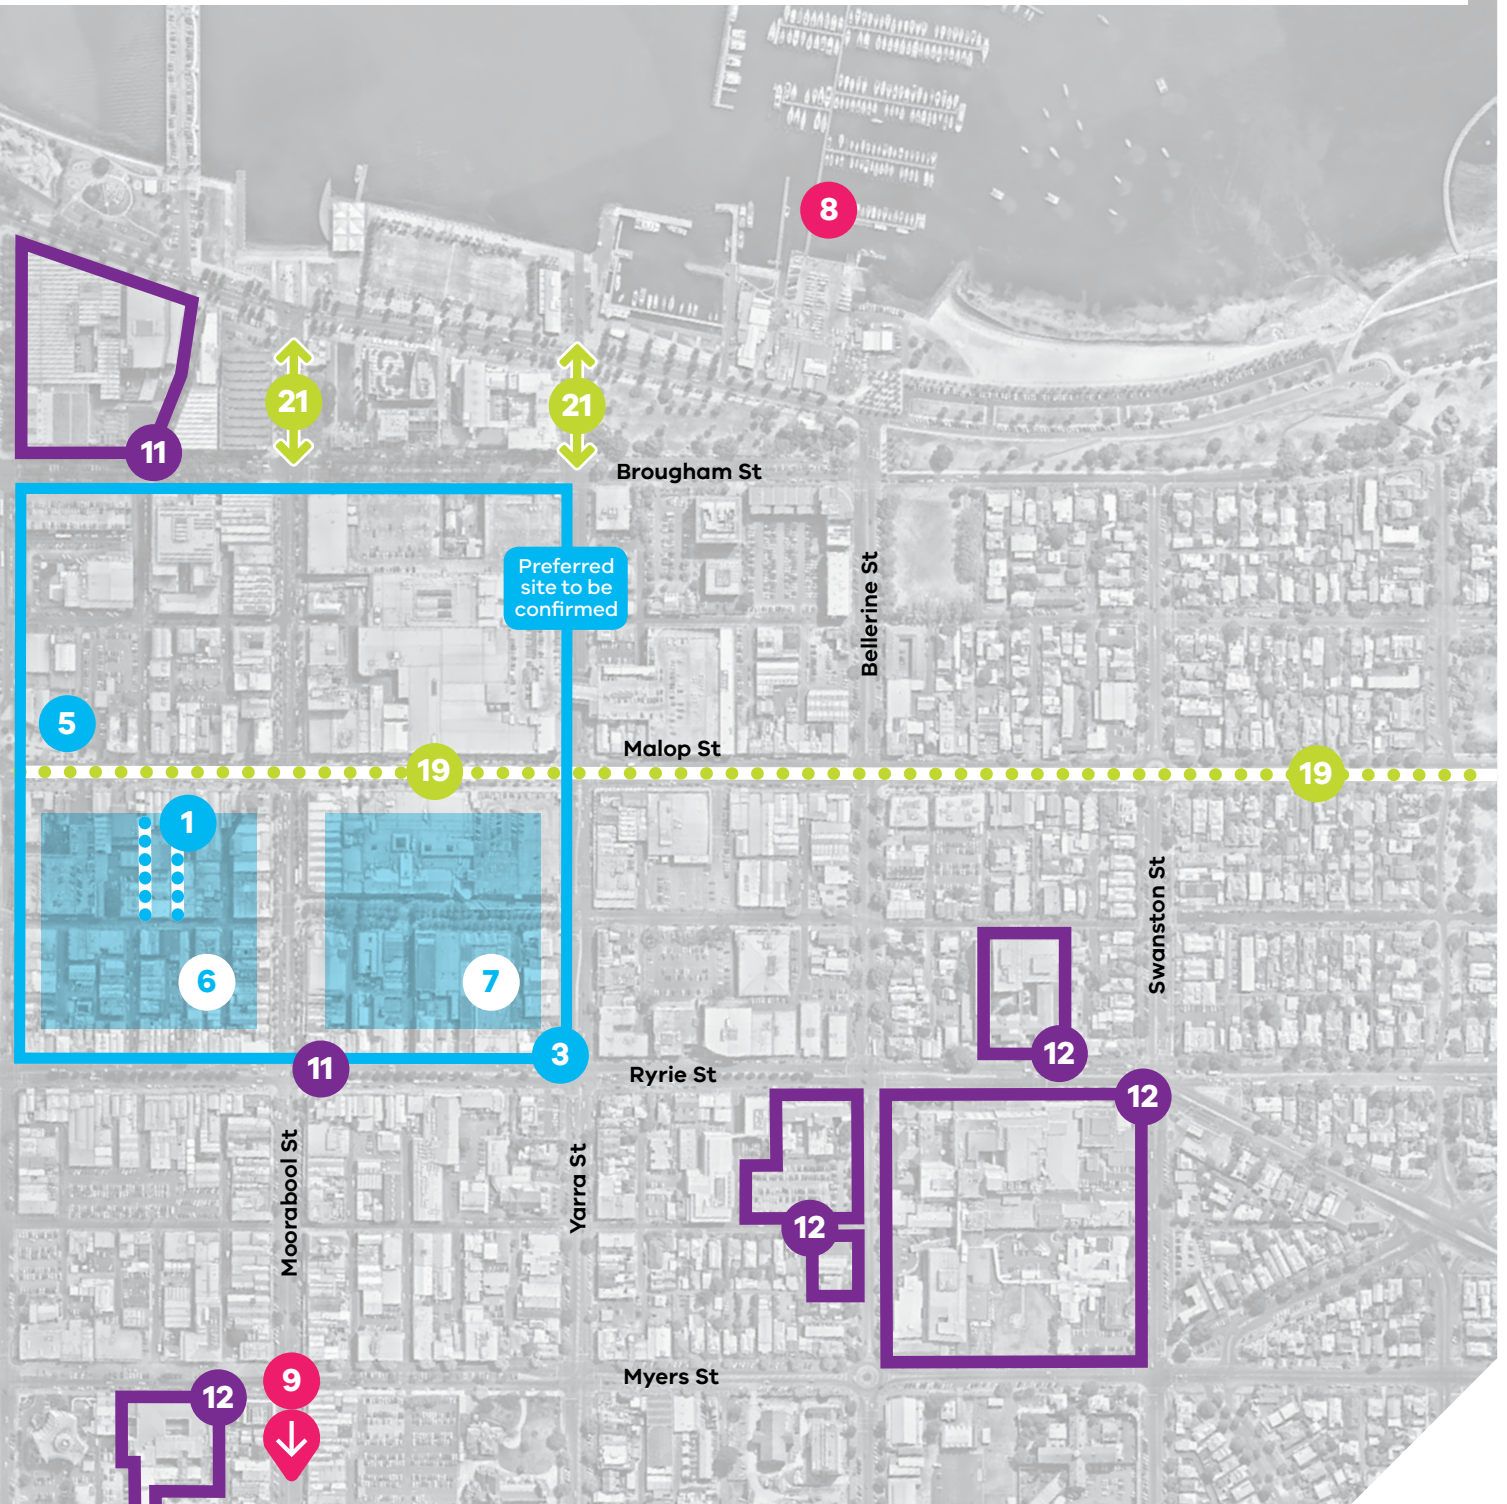 8
21
21
11
Brougham St
Preferred
site to be
confirmed
Bellerine St
5
Malop St
19
19
1
Swanston St
6
7
12
3
11
Ryrie St
12
Moorabool St
Yarra St
12
Myers St
9
12